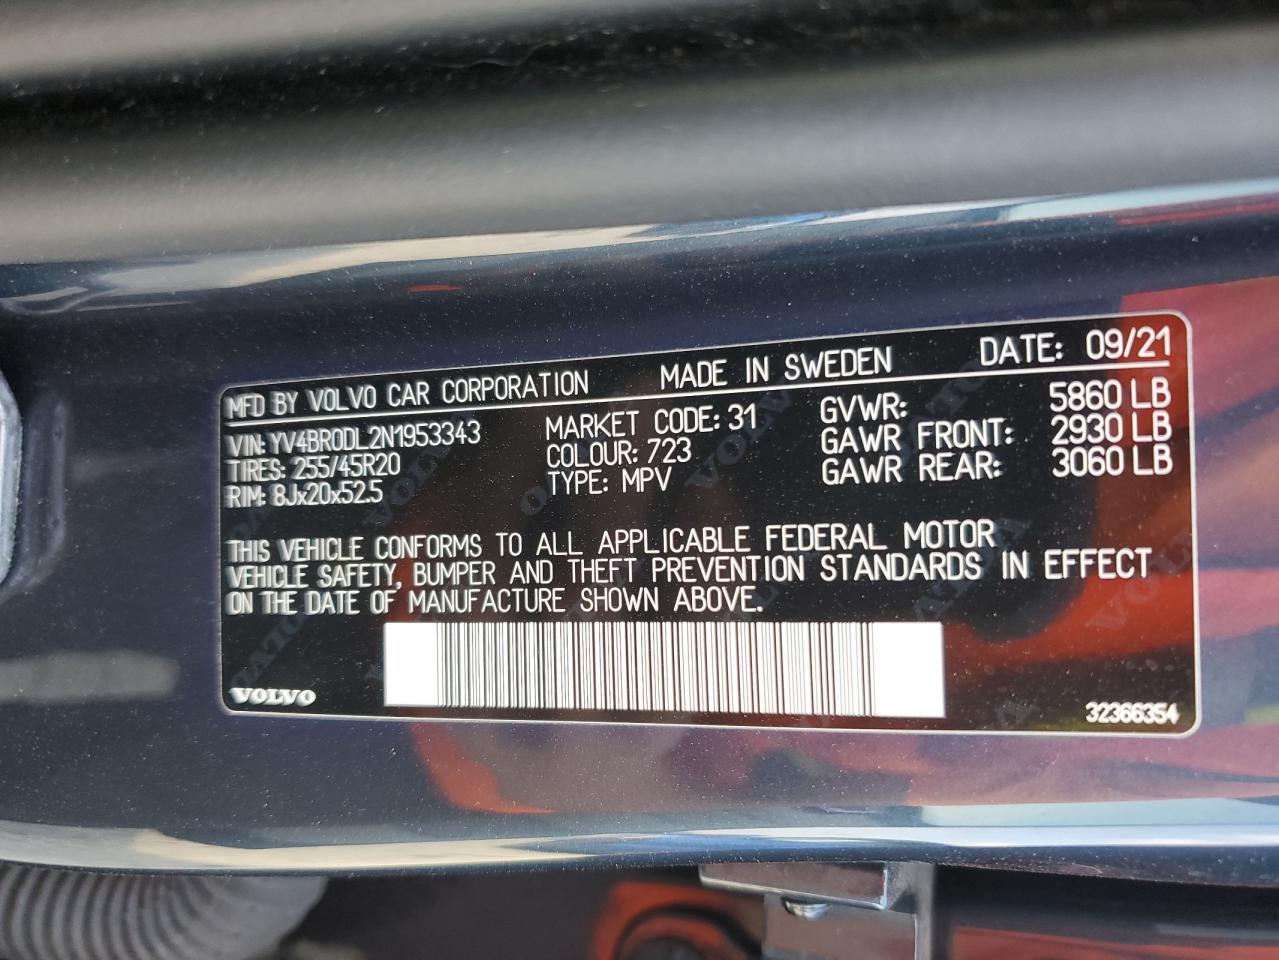 MFD BY VOLVO CAR CORPORATION MADE IN SWEDEN DATE: 09/21
VIN: YV4BR0DL2N1953343 MARKET CODE: 31 GVWR: 5860 LB
TIRES: 255/45R20 COLOUR: 723 GAWR FRONT: 2930 LB
RIM: 8Jx20x52.5 TYPE: MPV GAWR REAR: 3060 LB
THIS VEHICLE CONFORMS TO ALL APPLICABLE FEDERAL MOTOR
VEHICLE SAFETY, BUMPER AND THEFT PREVENTION STANDARDS IN EFFECT
ON THE DATE OF MANUFACTURE SHOWN ABOVE.
VOLVO 32366354